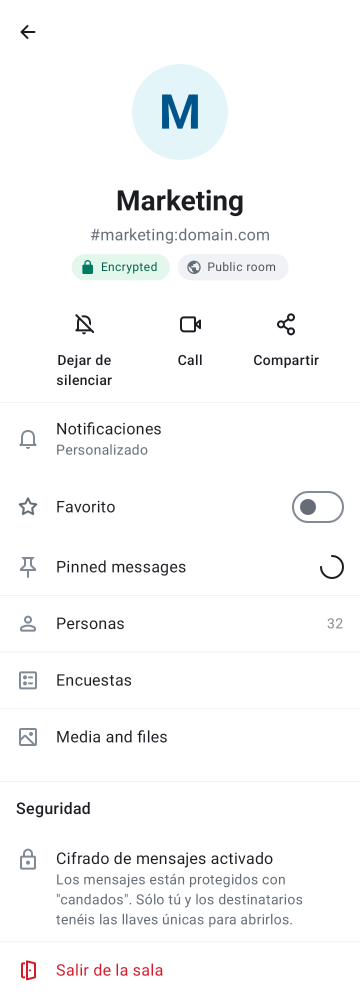 M
Marketing
#marketing:domain.com
Encrypted Public room
Dejar de silenciar
Call
Compartir
Notificaciones
Personalizado
Favorito
Pinned messages
Personas 32
Encuestas
Media and files
Seguridad
Cifrado de mensajes activado
Los mensajes están protegidos con
"candados". Sólo tú y los destinatarios
tenéis las llaves únicas para abrirlos.
Salir de la sala